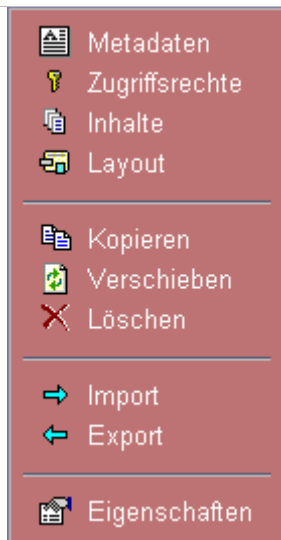 Metadaten
Zugriffsrechte
Inhalte
Layout
Kopieren
Verschieben
Löschen
Import
Export
Eigenschaften